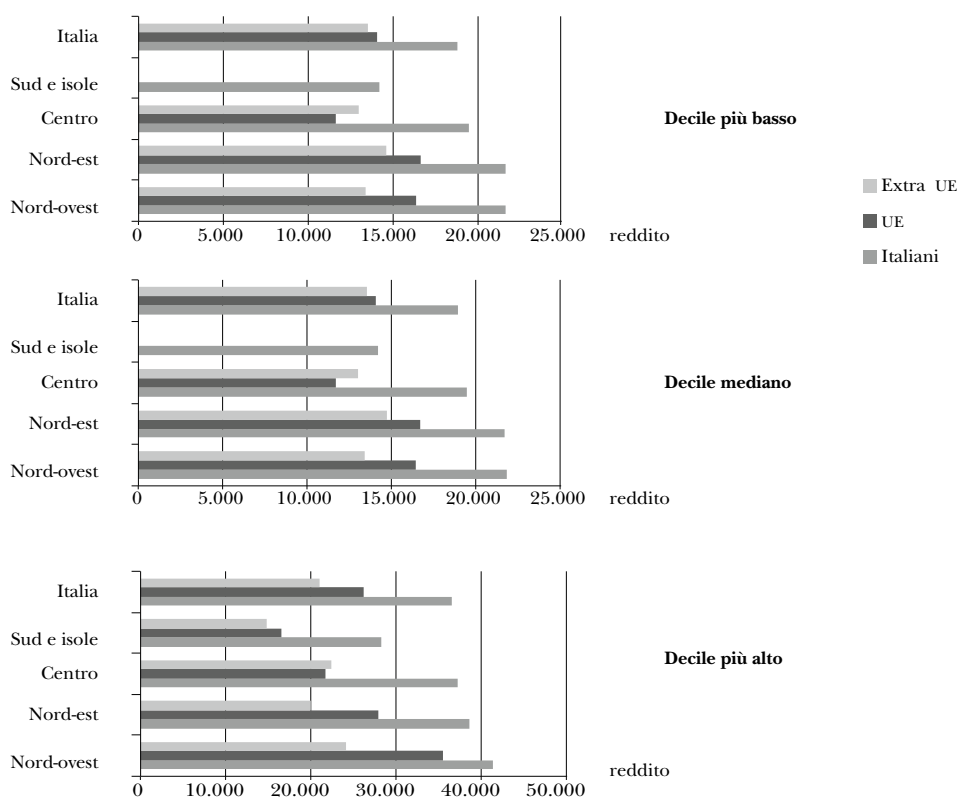 Italia
Sud e isole
Centro
Decile più basso
Nord-est
Nord-ovest
0 5.000 10.000 15.000 20.000 25.000 reddito
Extra UE
UE
Italiani
Italia
Sud e isole
Centro
Decile mediano
Nord-est
Nord-ovest
0 5.000 10.000 15.000 20.000 25.000 reddito
Italia
Sud e isole
Centro
Decile più alto
Nord-est
Nord-ovest
0 10.000 20.000 30.000 40.000 50.000 reddito